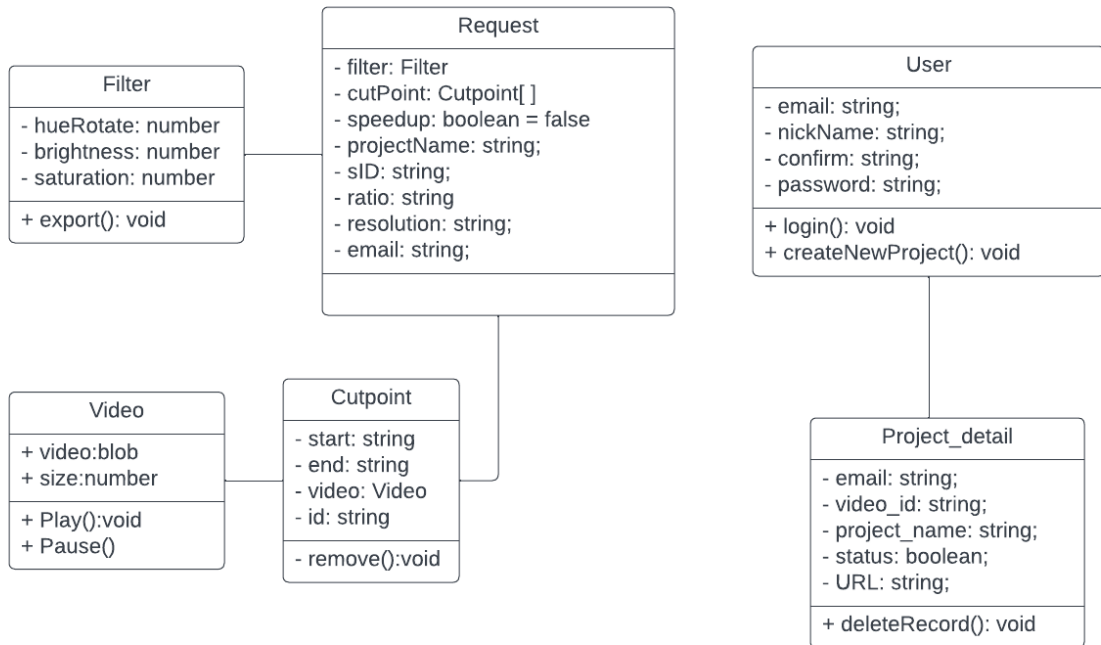 Request
- filter: Filter
- cutPoint: Cutpoint[ ]
- speedup: boolean = false
- projectName: string;
- sID: string;
- ratio: string
- resolution: string;
- email: string;
Filter
- hueRotate: number
- brightness: number
- saturation: number
+ export(): void
User
- email: string;
- nickName: string;
- confirm: string;
- password: string;
+ login(): void
+ createNewProject(): void
Video
+ video:blob
+ size:number
+ Play():void
+ Pause()
Cutpoint
- start: string
- end: string
- video: Video
- id: string
- remove():void
Project_detail
- email: string;
- video_id: string;
- project_name: string;
- status: boolean;
- URL: string;
+ deleteRecord(): void